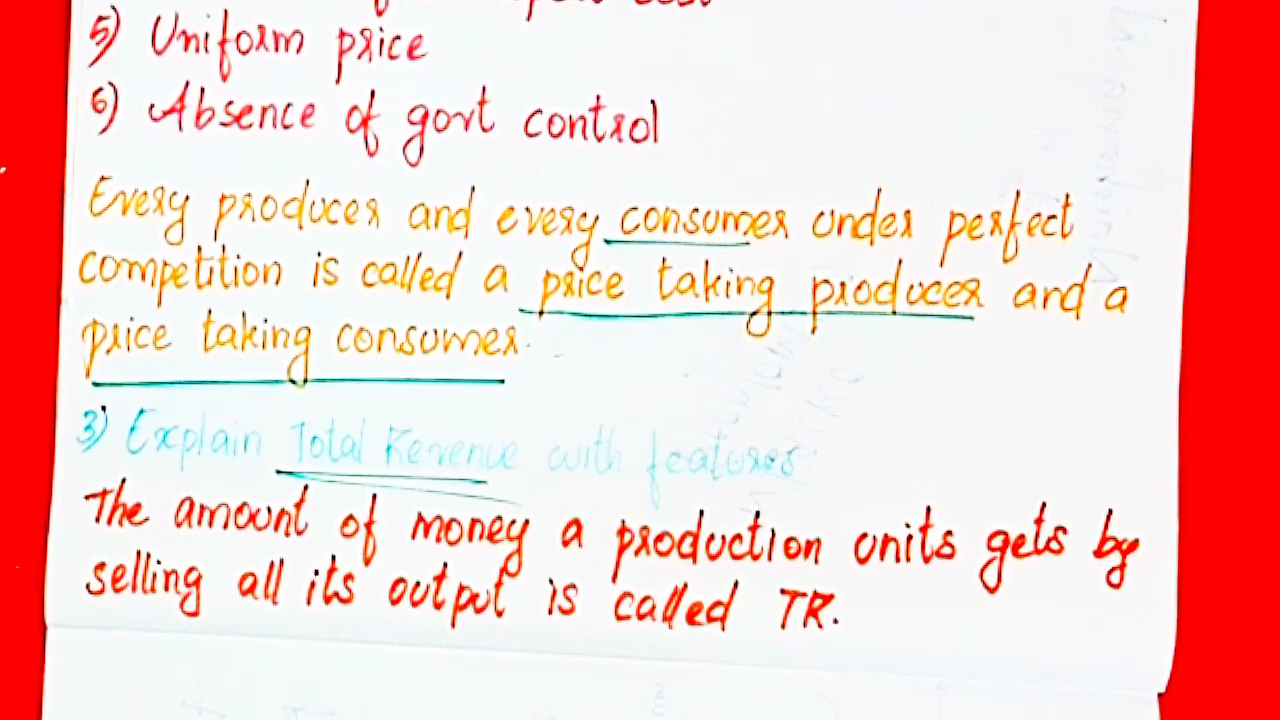 5) Uniform price
6) Absence of govt control
Every producer and every consumer under perfect
competition is called a price taking producer and a
price taking consumer.
3) Explain Total Revenue with features
The amount of money a production units gets by
selling all its output is called TR.